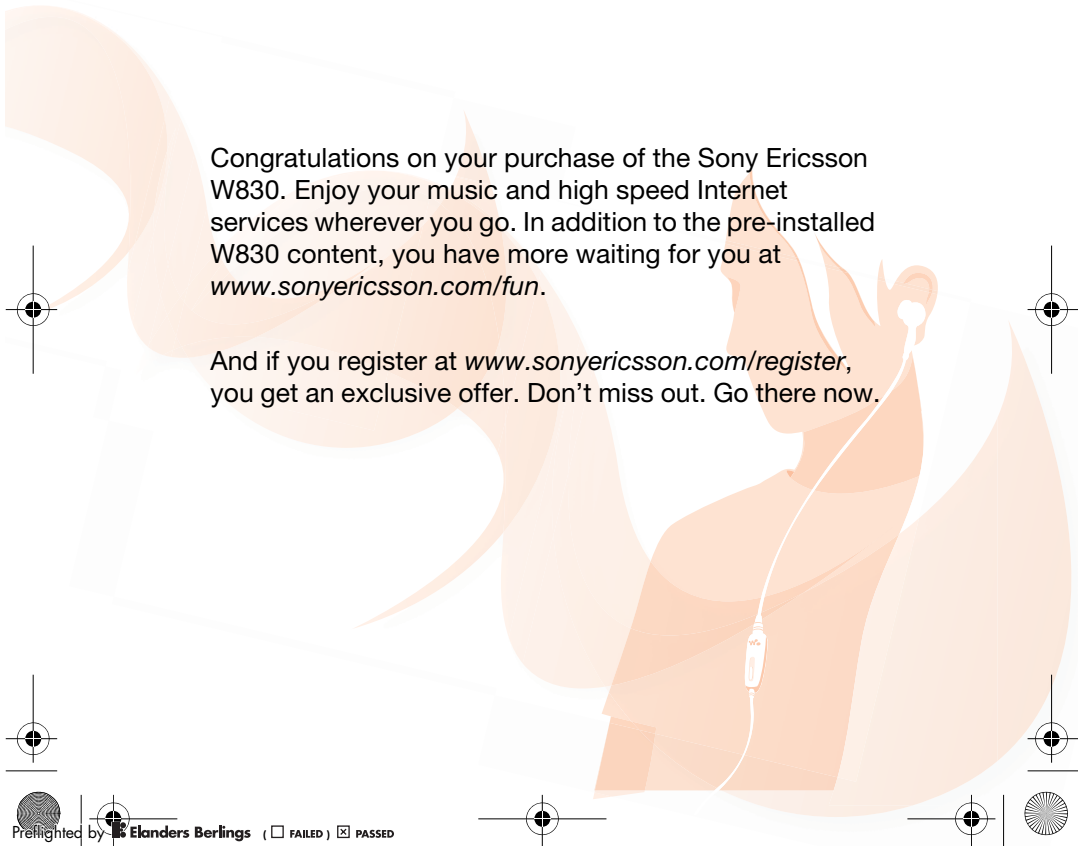 Congratulations on your purchase of the Sony Ericsson
W830. Enjoy your music and high speed Internet
services wherever you go. In addition to the pre-installed
W830 content, you have more waiting for you at
www.sonyericsson.com/fun.
And if you register at www.sonyericsson.com/register,
you get an exclusive offer. Don’t miss out. Go there now.
Preflighted by Elanders Berlings ( ☐ FAILED ) ☒ PASSED